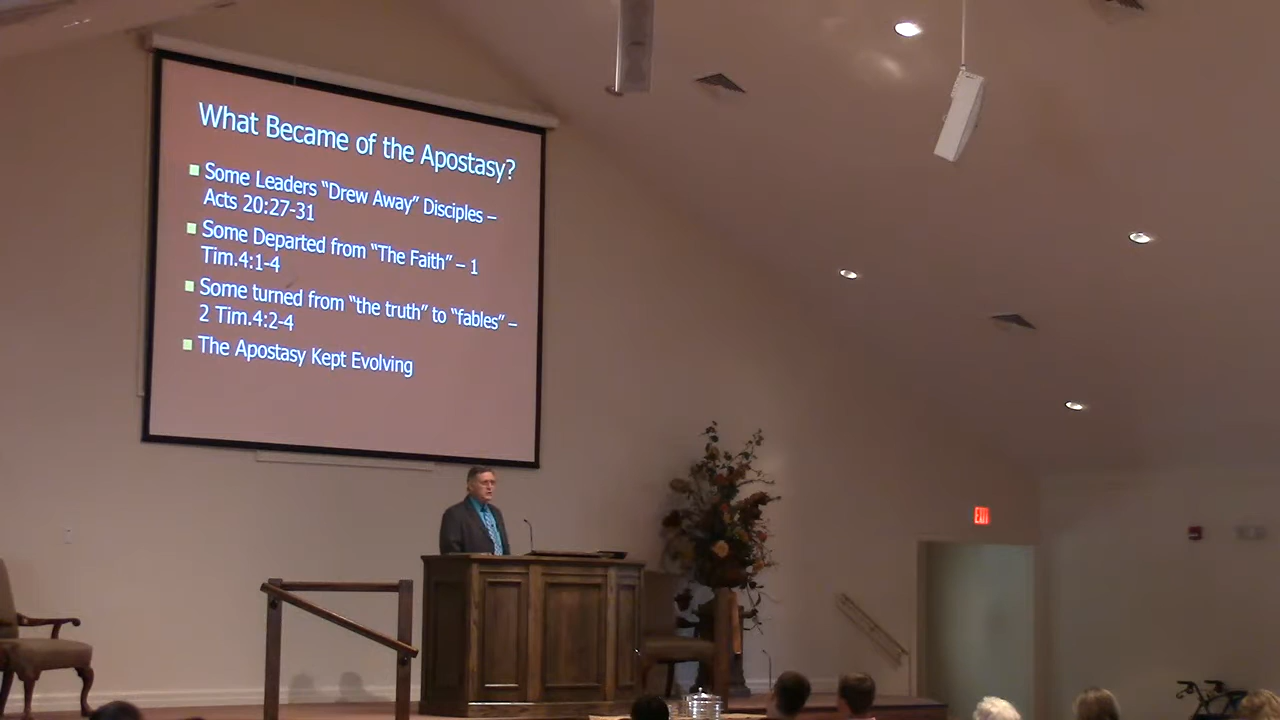 What Became of the Apostasy?
Some Leaders “Drew Away” Disciples –
Acts 20:27-31
Some Departed from “The Faith” – 1
Tim.4:1-4
Some turned from “the truth” to “fables” –
2 Tim.4:2-4
The Apostasy Kept Evolving
EXIT